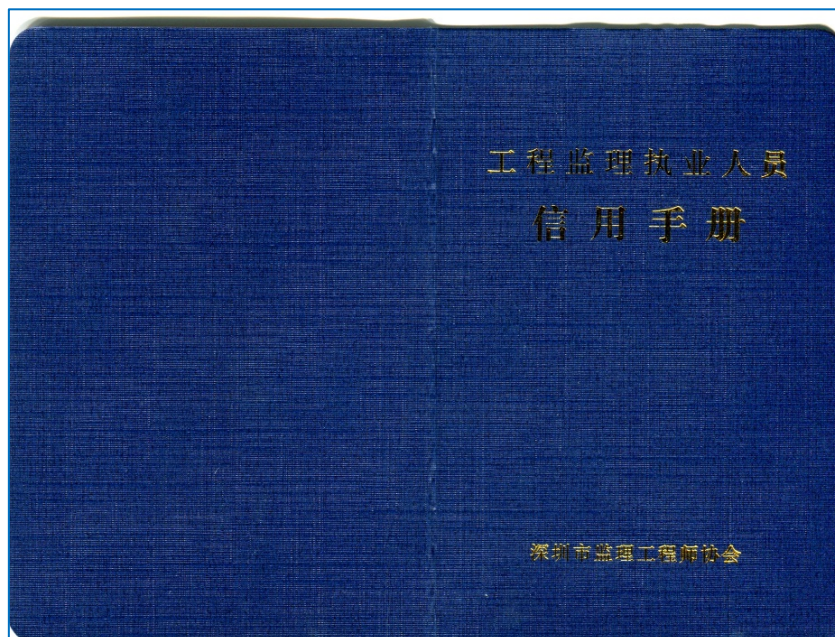 工程监理执业人员
信用手册
深圳市监理工程师协会